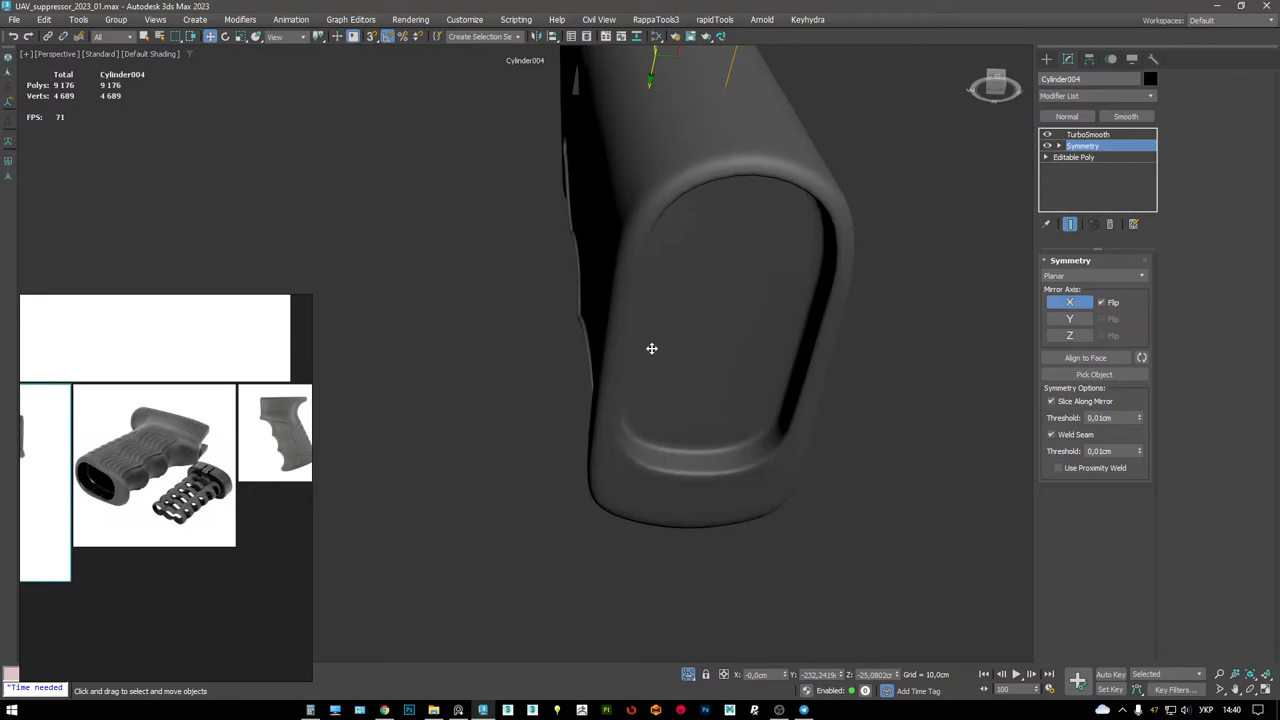 UAV_suppressor_2023_01.max - Autodesk 3ds Max 2023
File Edit Tools Group Views Create Modifiers Animation Graph Editors Rendering Customize Scripting Help Civil View RappaTools3 rapidTools Arnold Keyhydra
Workspaces: Default
All View Create Selection Se
[+] [Perspective] [Standard] [Default Shading]
Total Cylinder004
Polys: 9 176 9 176
Verts: 4 689 4 689
FPS: 71
Cylinder004
Cylinder004
Modifier List
Normal Smooth
TurboSmooth
Symmetry
Editable Poly
Symmetry
Planar
Mirror Axis:
X Flip
Y Flip
Z Flip
Align to Face
Pick Object
Symmetry Options:
Slice Along Mirror
Threshold: 0,01cm
Weld Seam
Threshold: 0,01cm
Use Proximity Weld
X: -0,0cm Y: -232,2419c Z: -25,0802cr Grid = 10,0cm
Auto Key Selected
"Time needed Click and drag to select and move objects
Enabled: Add Time Tag
100 Set Key Key Filters...
47 УКР 14:40